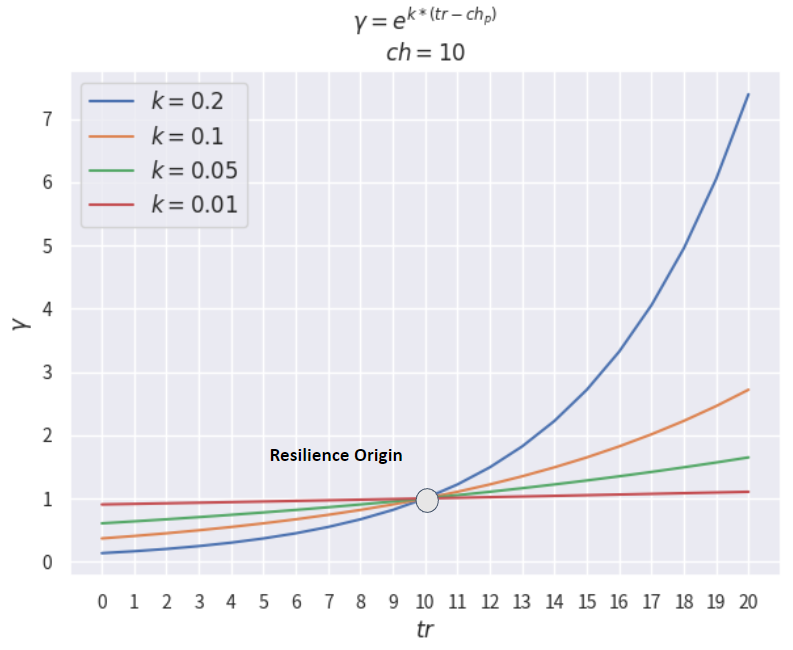 γ = e^{k*(tr−ch_p)}
ch = 10
k = 0.2
k = 0.1
k = 0.05
k = 0.01
7
6
5
4
3
2
1
0
γ
Resilience Origin
0 1 2 3 4 5 6 7 8 9 10 11 12 13 14 15 16 17 18 19 20
tr